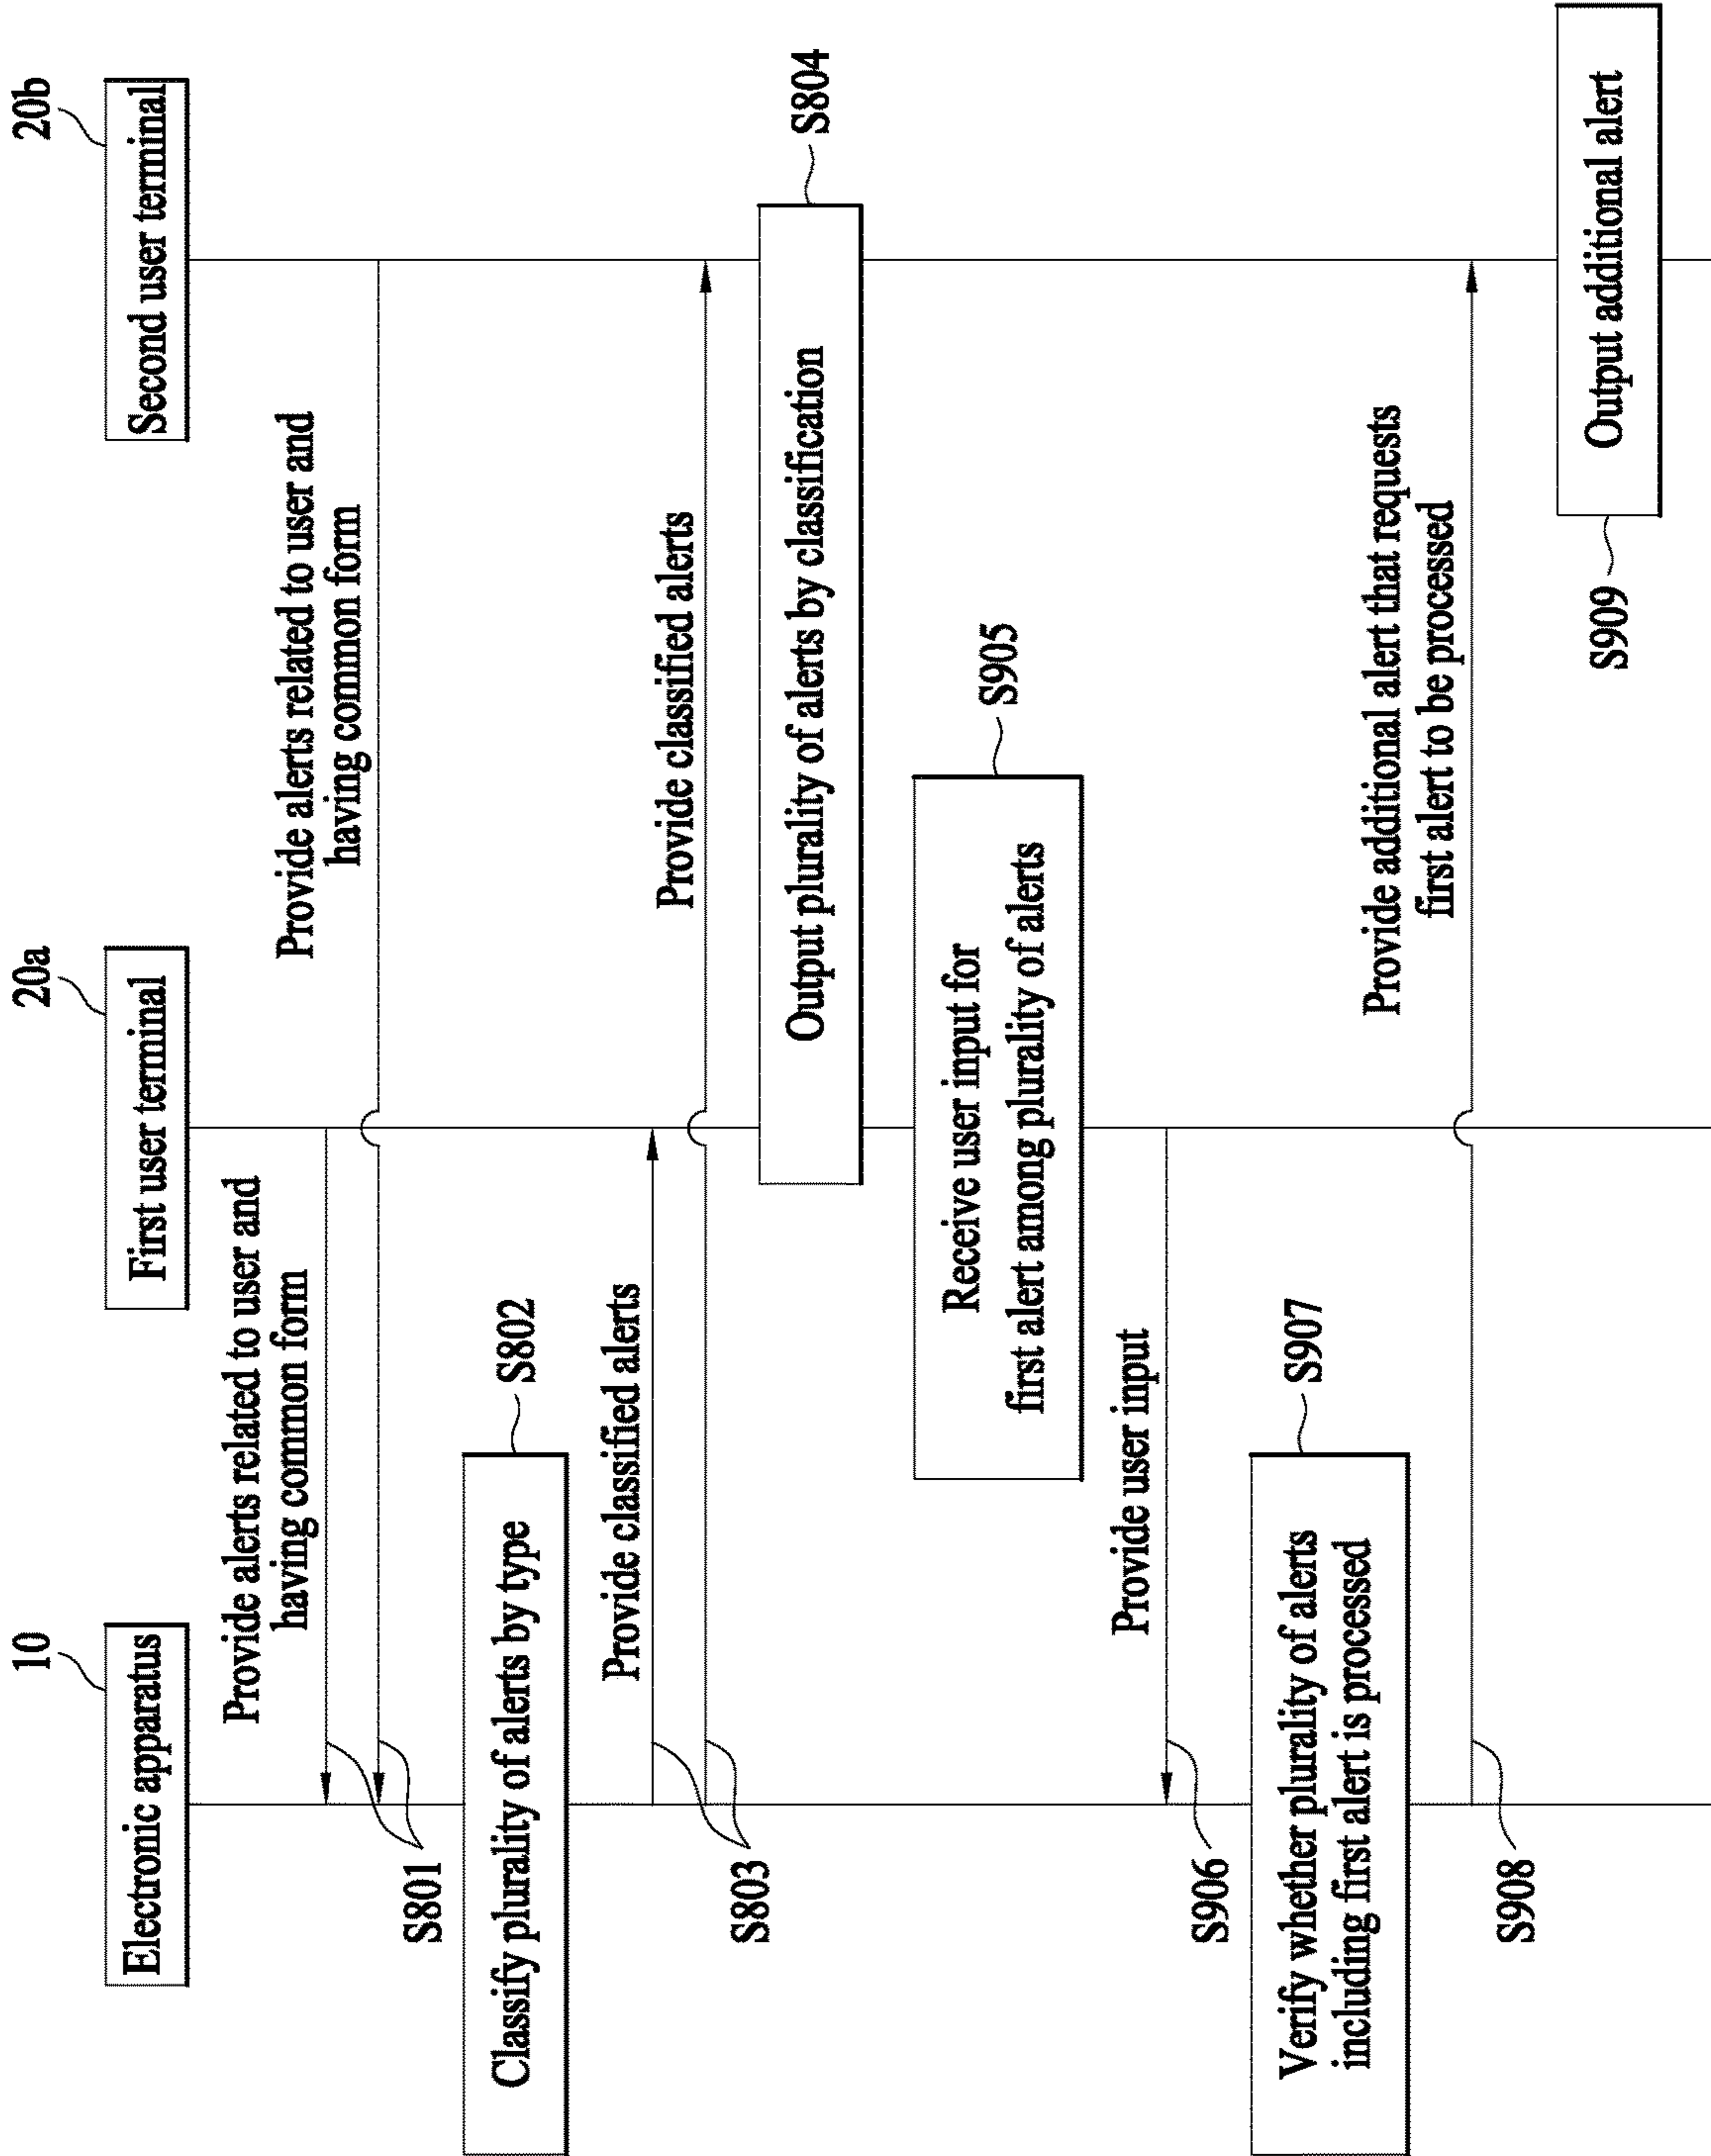 10
20a
20b
Electronic apparatus
First user terminal
Second user terminal
Provide alerts related to user and
having common form
Provide alerts related to user and
having common form
S801
Classify plurality of alerts by type
S802
Provide classified alerts
Provide classified alerts
S803
Output plurality of alerts by classification
S804
Receive user input for
first alert among plurality of alerts
S905
Provide user input
S906
Verify whether plurality of alerts
including first alert is processed
S907
Provide additional alert that requests
first alert to be processed
S908
Output additional alert
S909